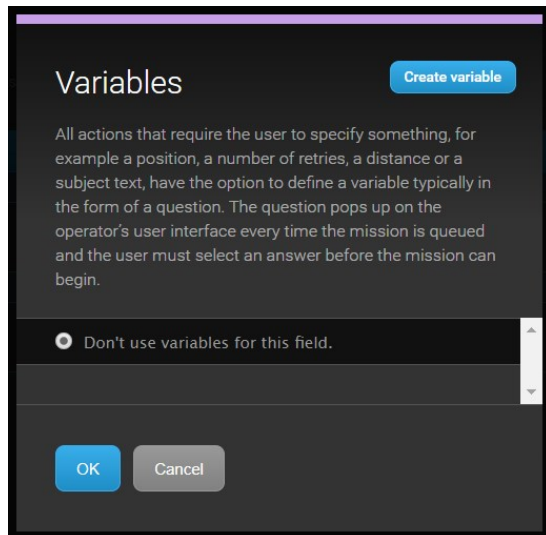 Variables
Create variable
All actions that require the user to specify something, for
example a position, a number of retries, a distance or a
subject text, have the option to define a variable typically in
the form of a question. The question pops up on the
operator's user interface every time the mission is queued
and the user must select an answer before the mission can
begin.
Don't use variables for this field.
OK
Cancel